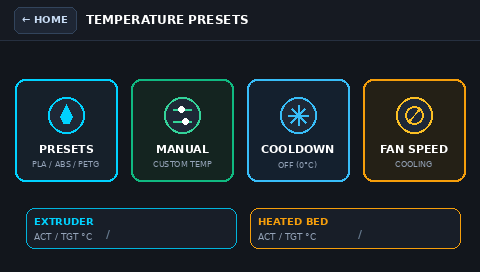 ← HOME
TEMPERATURE PRESETS
PRESETS
PLA / ABS / PETG
MANUAL
CUSTOM TEMP
COOLDOWN
OFF (0°C)
FAN SPEED
COOLING
EXTRUDER
ACT / TGT °C /
HEATED BED
ACT / TGT °C /